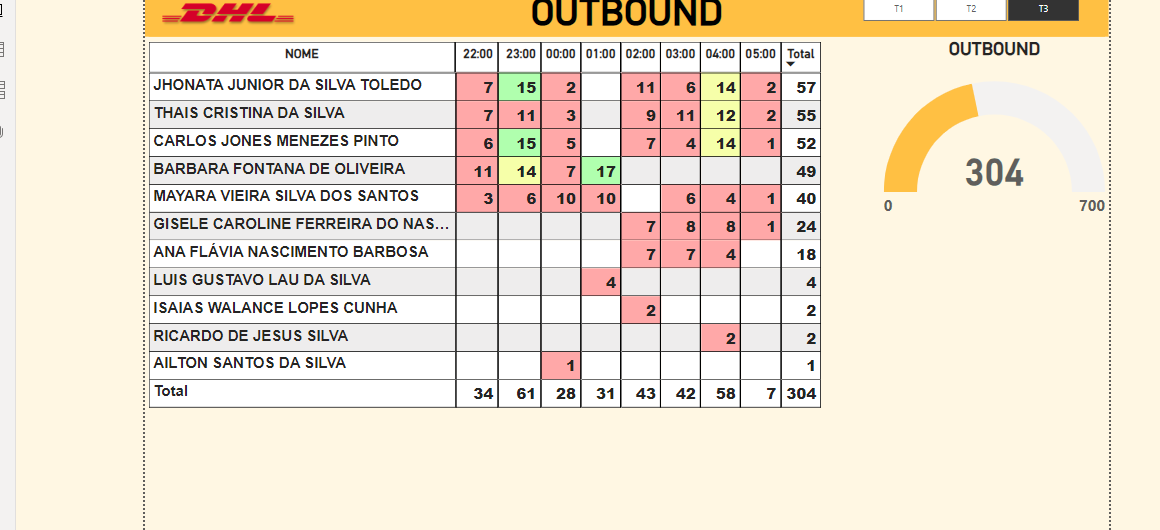 DHL
OUTBOUND
T1 T2 T3
NOME 22:00 23:00 00:00 01:00 02:00 03:00 04:00 05:00 Total
JHONATA JUNIOR DA SILVA TOLEDO 7 15 2 11 6 14 2 57
THAIS CRISTINA DA SILVA 7 11 3 9 11 12 2 55
CARLOS JONES MENEZES PINTO 6 15 5 7 4 14 1 52
BARBARA FONTANA DE OLIVEIRA 11 14 7 17 49
MAYARA VIEIRA SILVA DOS SANTOS 3 6 10 10 6 4 1 40
GISELE CAROLINE FERREIRA DO NAS... 7 8 8 1 24
ANA FLÁVIA NASCIMENTO BARBOSA 7 7 4 18
LUIS GUSTAVO LAU DA SILVA 4 4
ISAIAS WALANCE LOPES CUNHA 2 2
RICARDO DE JESUS SILVA 2 2
AILTON SANTOS DA SILVA 1 1
Total 34 61 28 31 43 42 58 7 304
OUTBOUND
304
0 700